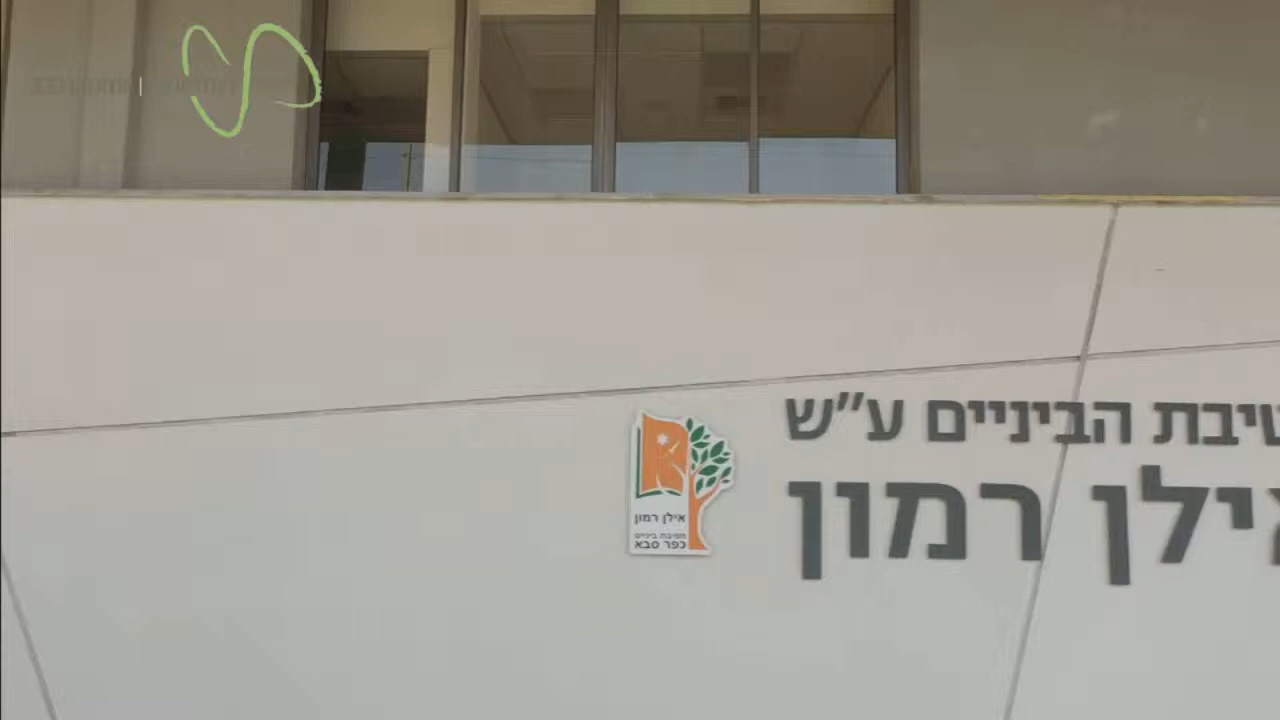 טיבת הביניים ע״ש
אילן רמון
אילן רמון
חטיבת ביניים
כפר סבא